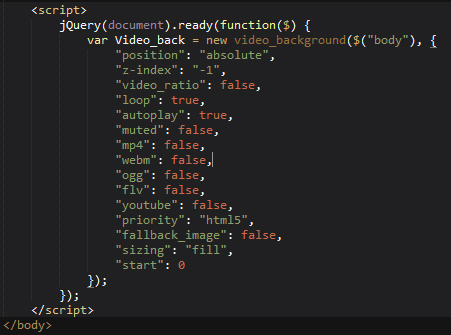 <script>
jQuery(document).ready(function($) {
var Video_back = new video_background($("body"), {
"position": "absolute",
"z-index": "-1",
"video_ratio": false,
"loop": true,
"autoplay": true,
"muted": false,
"mp4": false,
"webm": false,
"ogg": false,
"flv": false,
"youtube": false,
"priority": "html5",
"fallback_image": false,
"sizing": "fill",
"start": 0
});
});
</script>
</body>